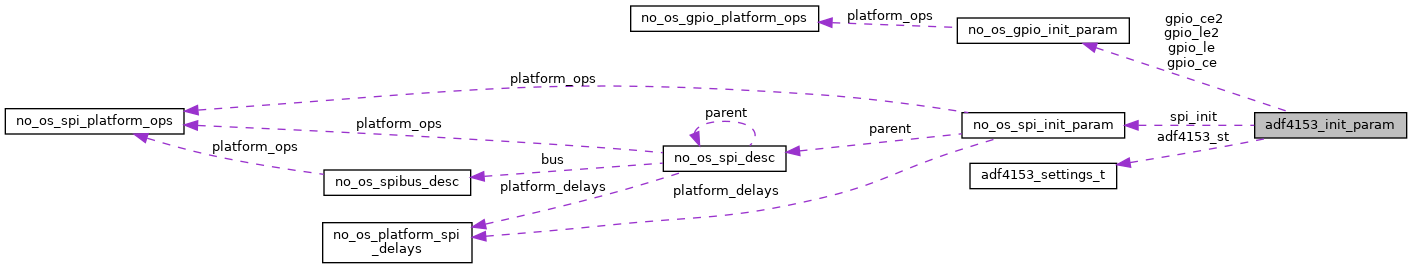 no_os_gpio_platform_ops
platform_ops
no_os_gpio_init_param
gpio_ce2
gpio_le2
gpio_le
gpio_ce
platform_ops
no_os_spi_platform_ops
platform_ops
parent
no_os_spi_init_param
spi_init
adf4153_init_param
parent
adf4153_st
platform_ops
bus
no_os_spi_desc
no_os_spibus_desc
platform_delays
platform_delays
adf4153_settings_t
no_os_platform_spi
_delays